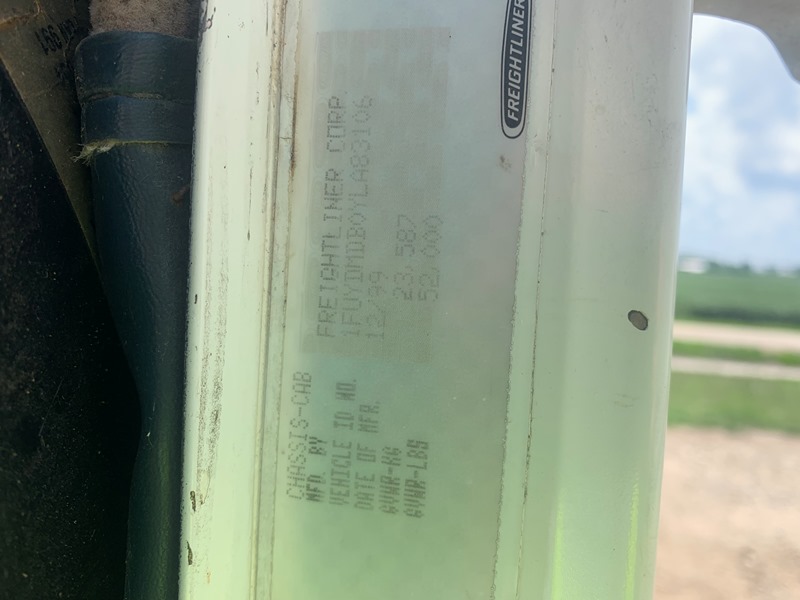 FREIGHTLINER
CHASSIS-CAB
MFD. BY FREIGHTLINER CORP.
VEHICLE ID NO. 1FUYDMDB0YLA83106
DATE OF MFR. 12/99
GVWR-KG 23,587
GVWR-LBS 52,000